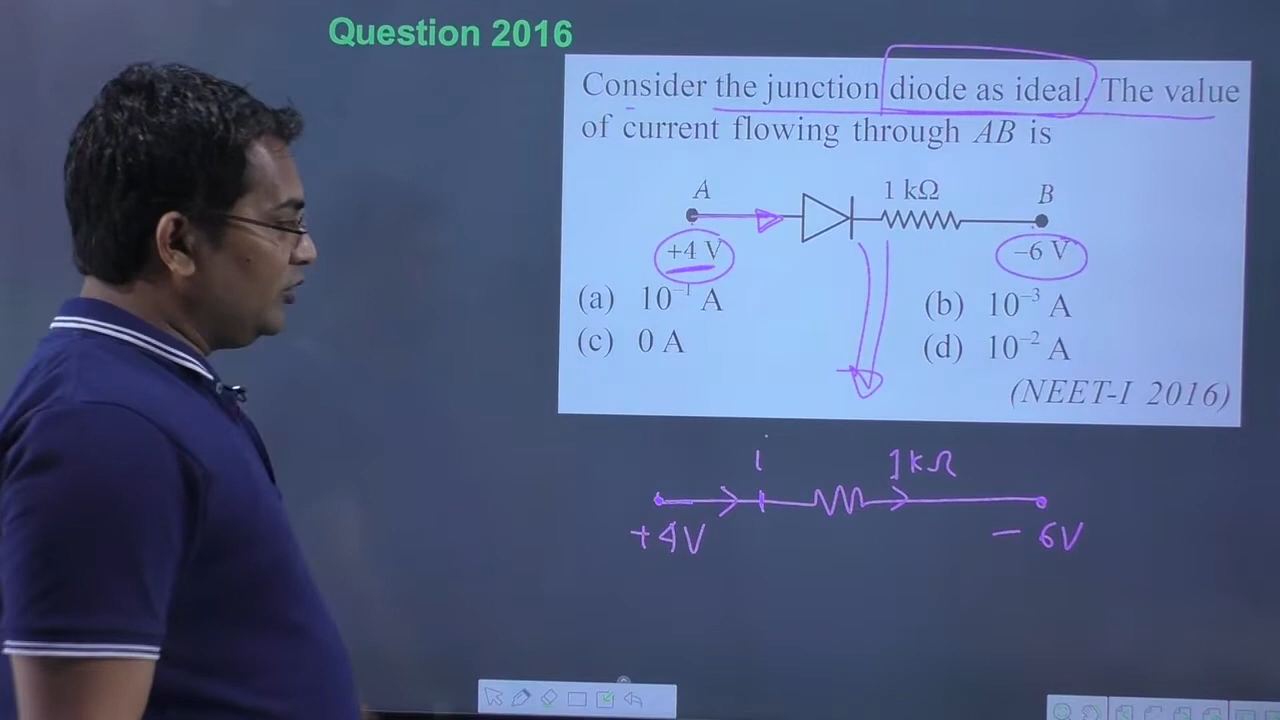 Question 2016
Consider the junction diode as ideal. The value
of current flowing through AB is
A 1 kΩ B
+4 V -6 V
(a) 10⁻¹ A (b) 10⁻³ A
(c) 0 A (d) 10⁻² A
(NEET-I 2016)
i 1kΩ
+4V - 6V